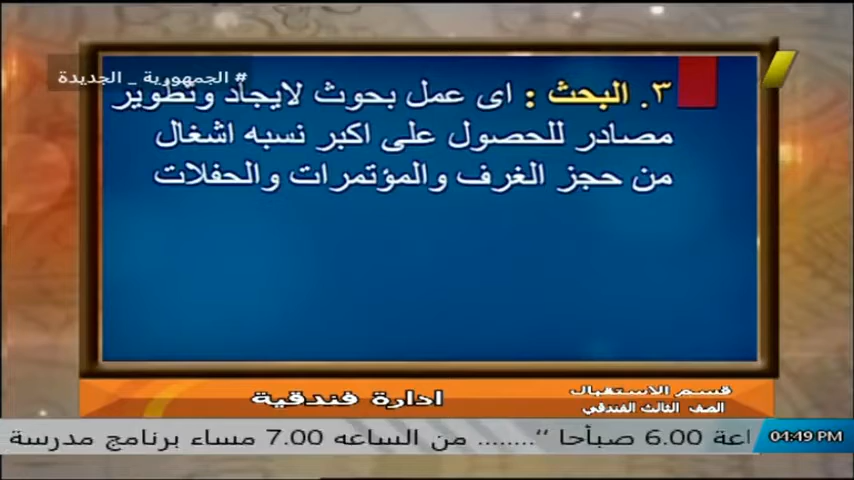 # الجمهورية _ الجديدة
٣. البحث : اى عمل بحوث لايجاد وتطوير
مصادر للحصول على اكبر نسبه اشغال
من حجز الغرف والمؤتمرات والحفلات
قسم الاستقبال
ادارة فندقية
الصف الثالث الفندقي
اعة 6.00 صباحا “........ من الساعه 7.00 مساء برنامج مدرسة
04:49 PM